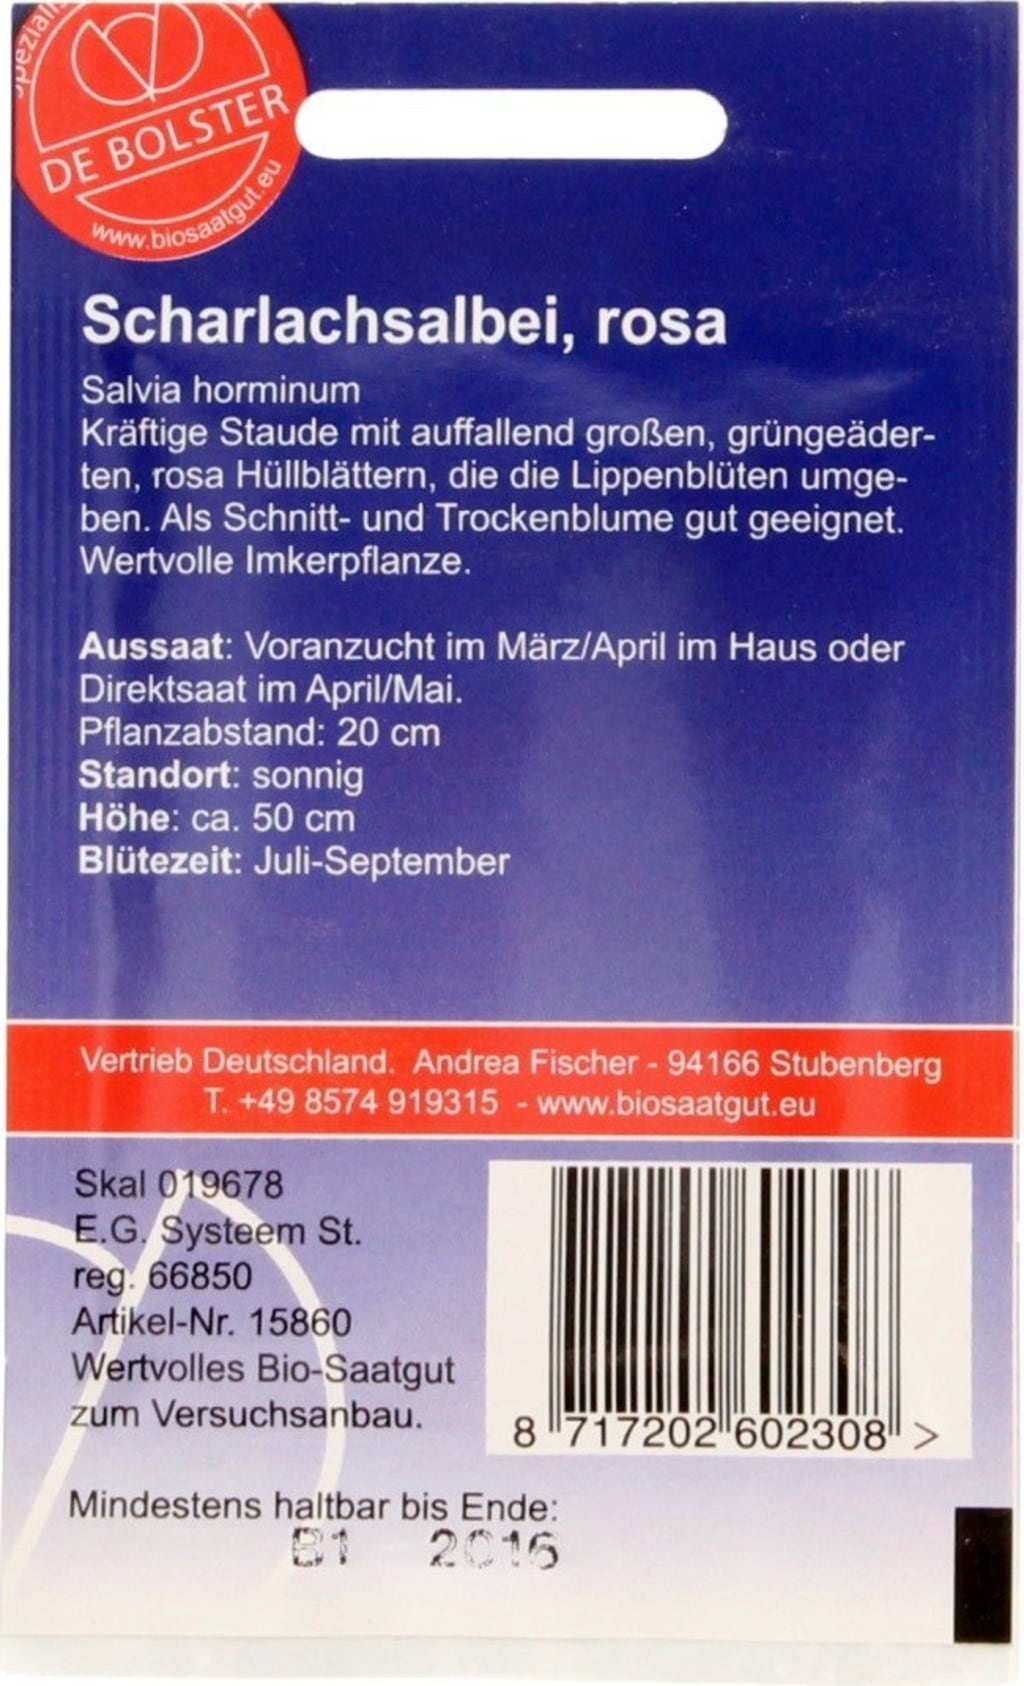 DE BOLSTER
www.biosaatgut.eu
Scharlachsalbei, rosa
Salvia horminum
Kräftige Staude mit auffallend großen, grüngeäder-
ten, rosa Hüllblättern, die die Lippenblüten umge-
ben. Als Schnitt- und Trockenblume gut geeignet.
Wertvolle Imkerpflanze.
Aussaat: Voranzucht im März/April im Haus oder
Direktsaat im April/Mai.
Pflanzabstand: 20 cm
Standort: sonnig
Höhe: ca. 50 cm
Blütezeit: Juli-September
Vertrieb Deutschland. Andrea Fischer - 94166 Stubenberg
T. +49 8574 919315 - www.biosaatgut.eu
Skal 019678
E.G. Systeem St.
reg. 66850
Artikel-Nr. 15860
Wertvolles Bio-Saatgut
zum Versuchsanbau.
8 717202 602308 >
Mindestens haltbar bis Ende:
2016